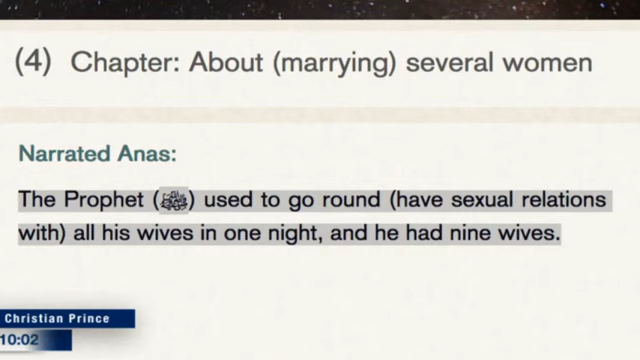 (4) Chapter: About (marrying) several women
Narrated Anas:
The Prophet (ﷺ) used to go round (have sexual relations
with) all his wives in one night, and he had nine wives.
Christian Prince
10:02